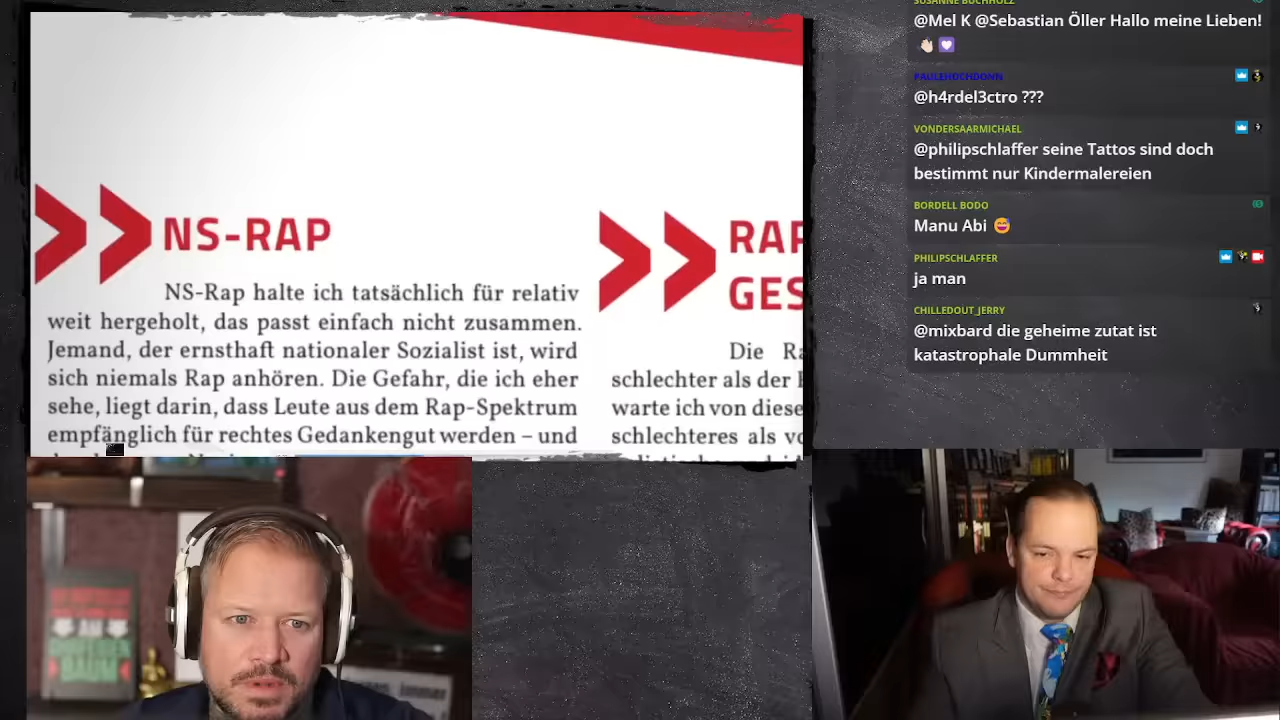 NS-RAP
NS-Rap halte ich tatsächlich für relativ
weit hergeholt, das passt einfach nicht zusammen.
Jemand, der ernsthaft nationaler Sozialist ist, wird
sich niemals Rap anhören. Die Gefahr, die ich eher
sehe, liegt darin, dass Leute aus dem Rap-Spektrum
empfänglich für rechtes Gedankengut werden – und
RAP
GES
Die Ra
schlechter als der
warte ich von diese
schlechteres als vo
SUSANNE BUCHHOLZ
@Mel K @Sebastian Öller Hallo meine Lieben!
PAULEHOCHDONN
@h4rdel3ctro ???
VONDERSAARMICHAEL
@philipschlaffer seine Tattos sind doch
bestimmt nur Kindermalereien
BORDELL BODO
Manu Abi
PHILIPSCHLAFFER
ja man
CHILLEDOUT_JERRY
@mixbard die geheime zutat ist
katastrophale Dummheit